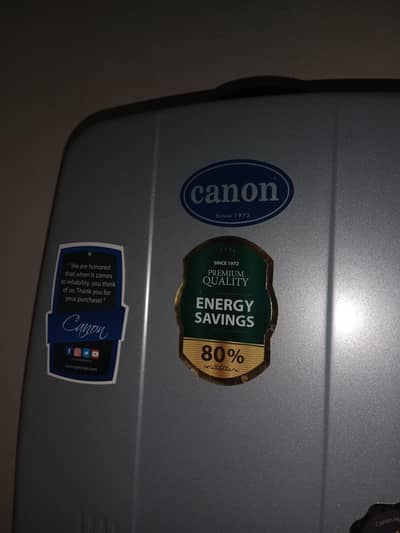 canon
Since 1972
"We are honored
that when it comes
to reliability, you think
of us. Thank you for
your purchase!"
Canon
SINCE 1972
PREMIUM
QUALITY
ENERGY
SAVINGS
80%